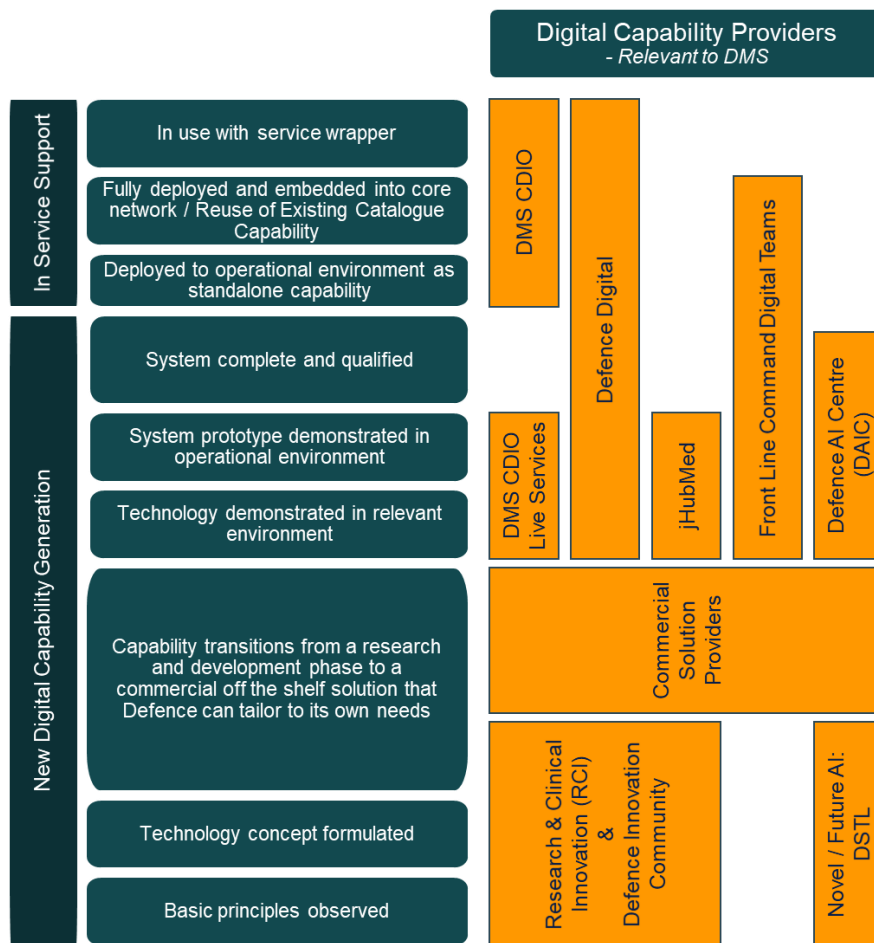 Digital Capability Providers
- Relevant to DMS
In Service Support
In use with service wrapper
Fully deployed and embedded into core
network / Reuse of Existing Catalogue
Capability
Deployed to operational environment as
standalone capability
New Digital Capability Generation
System complete and qualified
System prototype demonstrated in
operational environment
Technology demonstrated in relevant
environment
Capability transitions from a research
and development phase to a
commercial off the shelf solution that
Defence can tailor to its own needs
Technology concept formulated
Basic principles observed
DMS CDIO
DMS CDIO
Live Services
Defence Digital
jHubMed
Front Line Command Digital Teams
Defence AI Centre
(DAIC)
Commercial
Solution
Providers
Research & Clinical
Innovation (RCI)
&
Defence Innovation
Community
Novel / Future AI:
DSTL